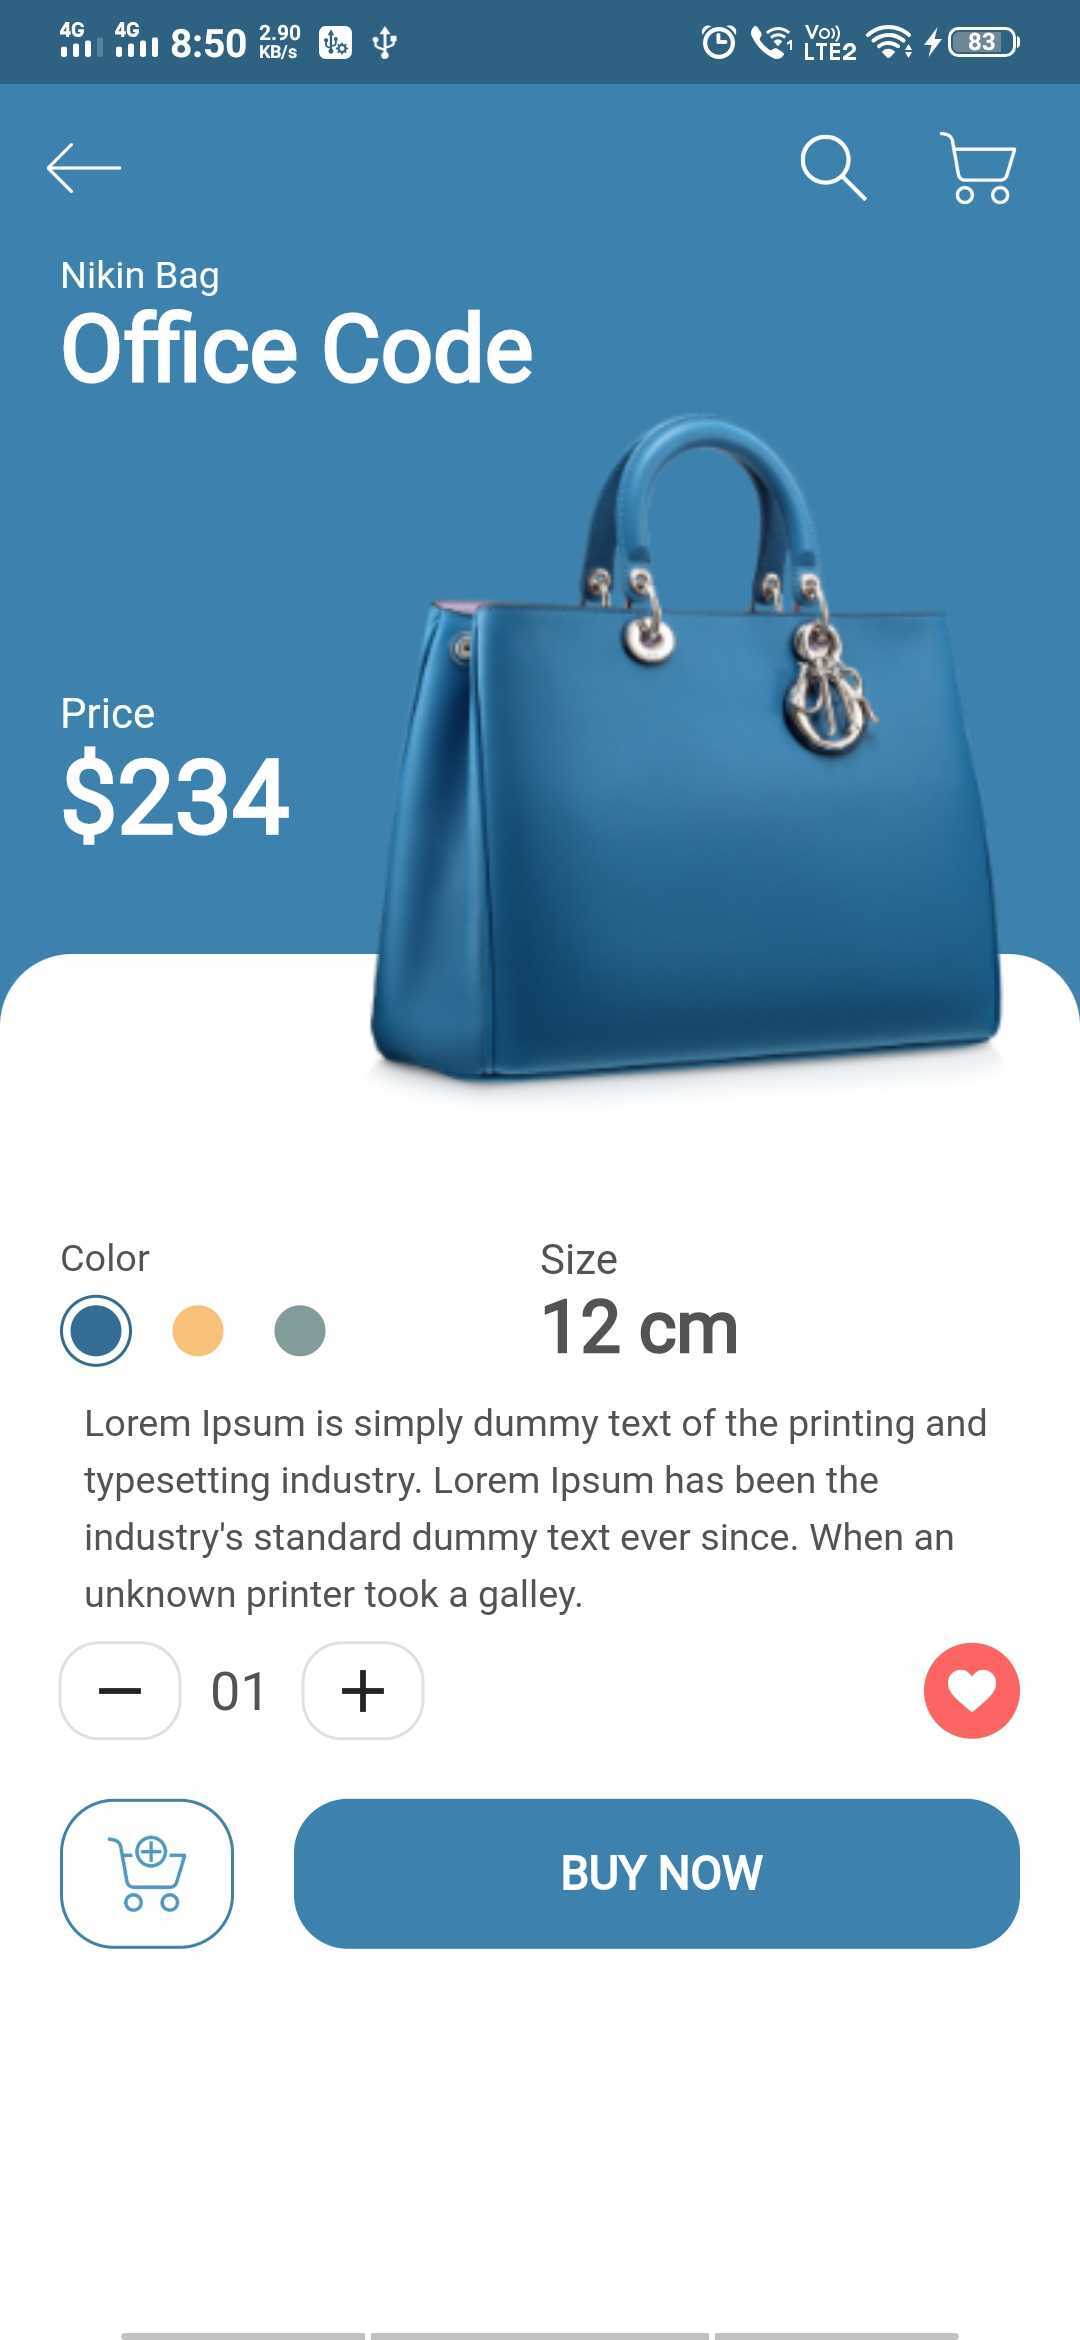 4G 4G 8:50 2.90 KB/s Vo)) LTE2 83
Nikin Bag
Office Code
Price
$234
Color
Size
12 cm
Lorem Ipsum is simply dummy text of the printing and
typesetting industry. Lorem Ipsum has been the
industry's standard dummy text ever since. When an
unknown printer took a galley.
01
BUY NOW